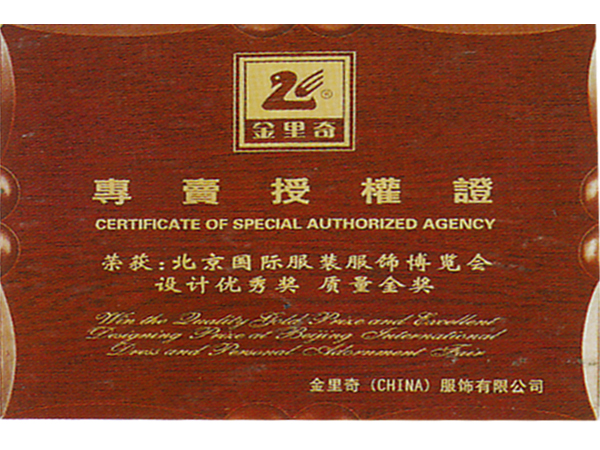 ®
金里奇
專賣授權證
CERTIFICATE OF SPECIAL AUTHORIZED AGENCY
荣获:北京国际服装服饰博览会
设计优秀奖 质量金奖
Win the Quality Gold Prize and Excellent
Designing Prize at Beijing International
Dress and Personal Adornment Fair
金里奇（CHINA）服饰有限公司